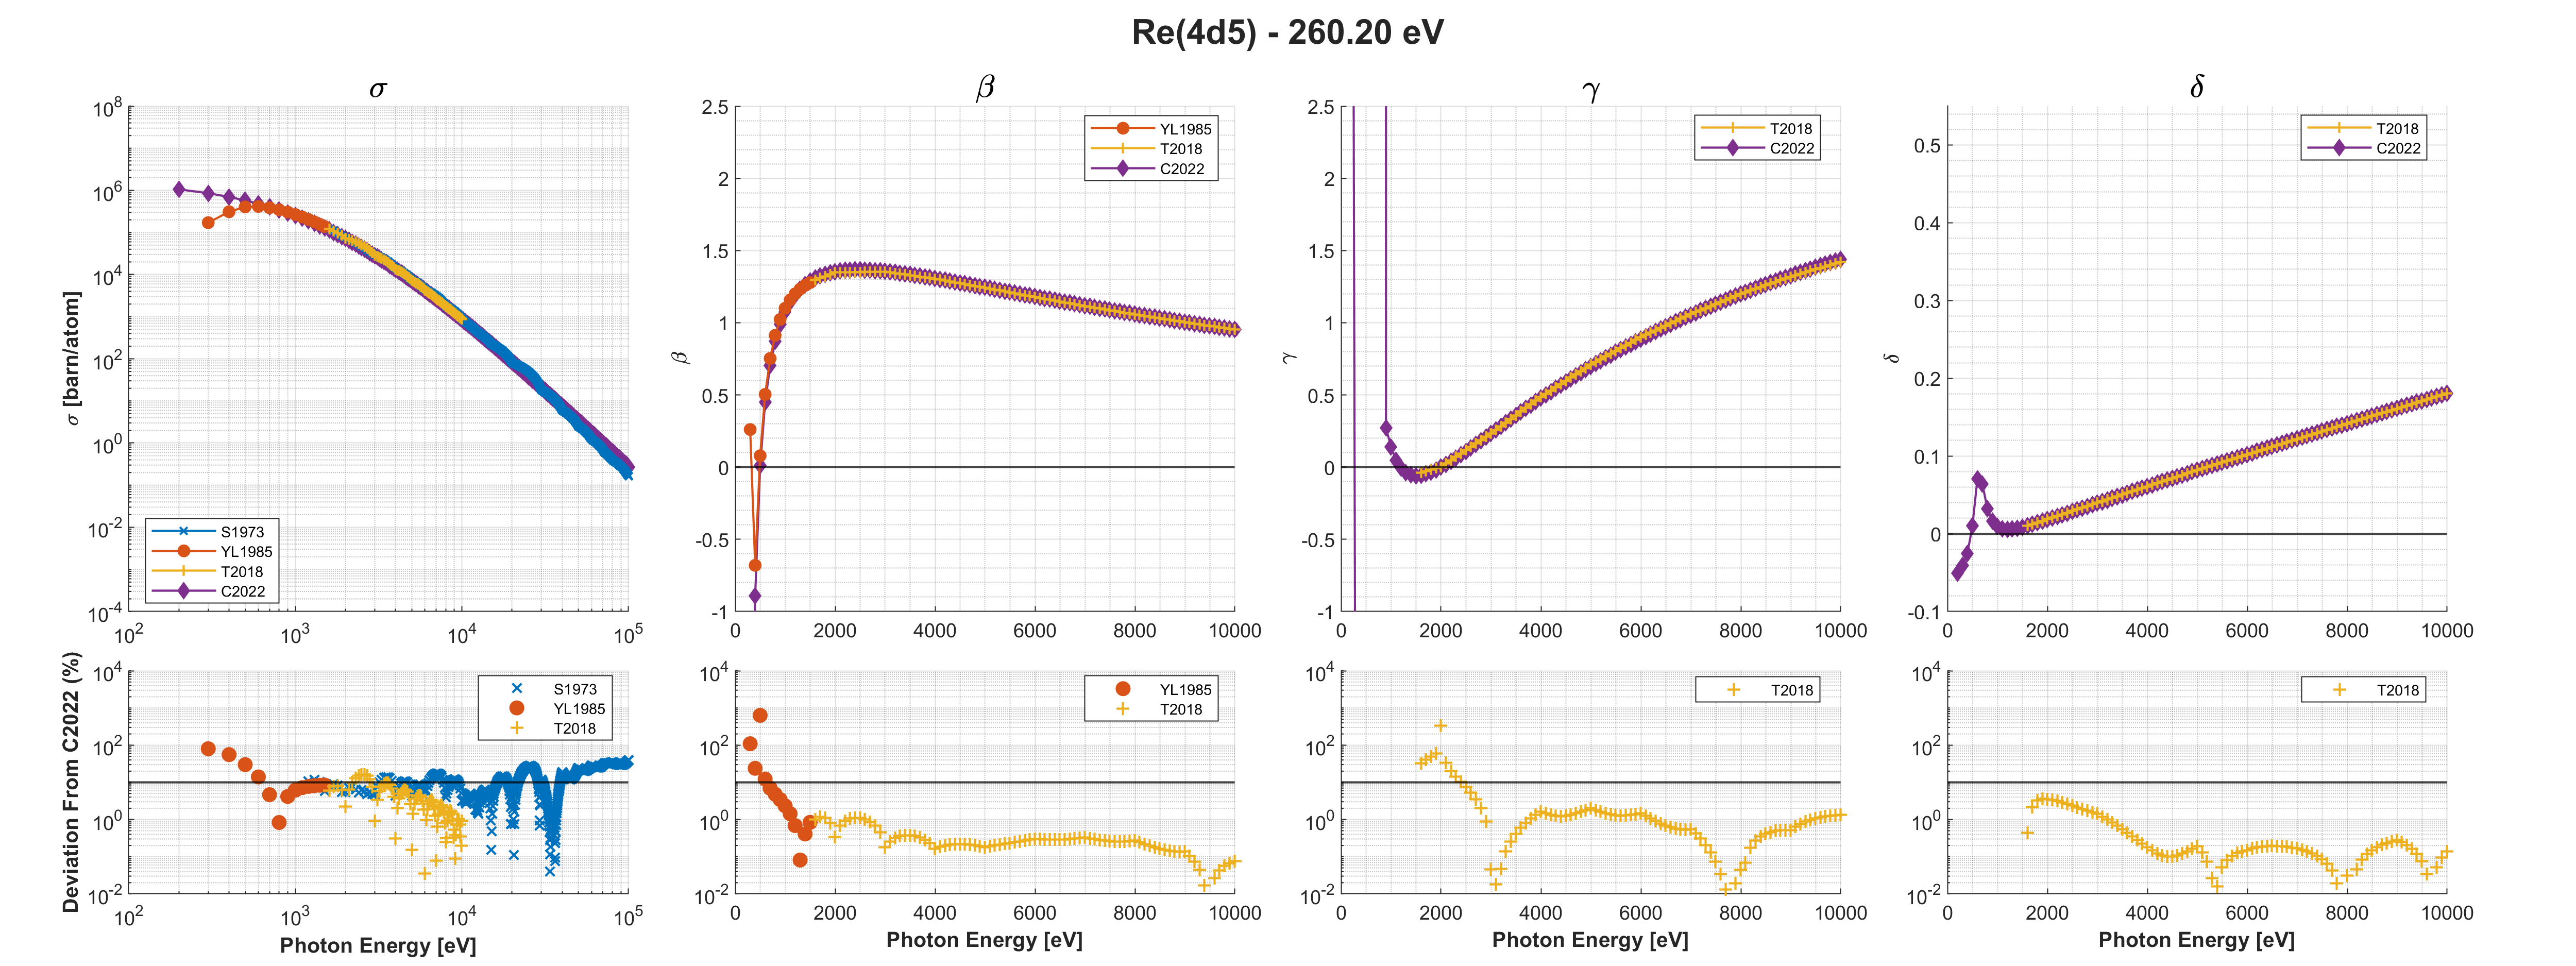 Re(4d5) - 260.20 eV
σ
10^8
10^6
10^4
10^2
10^0
10^-2
10^-4
σ [barn/atom]
S1973
YL1985
T2018
C2022
10^2 10^3 10^4 10^5
β
2.5
2
1.5
1
0.5
0
-0.5
-1
β
YL1985
T2018
C2022
0 2000 4000 6000 8000 10000
γ
2.5
2
1.5
1
0.5
0
-0.5
-1
γ
T2018
C2022
0 2000 4000 6000 8000 10000
δ
0.5
0.4
0.3
0.2
0.1
0
-0.1
δ
T2018
C2022
0 2000 4000 6000 8000 10000
Deviation From C2022 (%)
10^4
10^2
10^0
10^-2
S1973
YL1985
T2018
10^2 10^3 10^4 10^5
Photon Energy [eV]
10^4
10^2
10^0
10^-2
YL1985
T2018
0 2000 4000 6000 8000 10000
Photon Energy [eV]
10^4
10^2
10^0
10^-2
T2018
0 2000 4000 6000 8000 10000
Photon Energy [eV]
10^4
10^2
10^0
10^-2
T2018
0 2000 4000 6000 8000 10000
Photon Energy [eV]